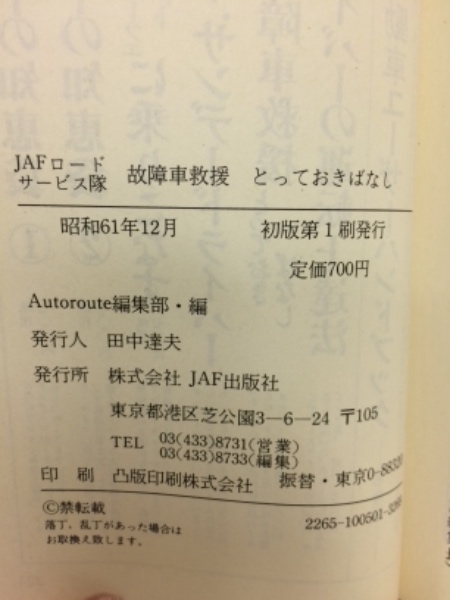 JAFロード
サービス隊 故障車救援 とっておきばなし
昭和61年12月 初版第1刷発行
定価700円
Autoroute編集部・編
発行人 田中達夫
発行所 株式会社 JAF出版社
東京都港区芝公園3―6―24 〒105
TEL 03(433)8731(営業)
03(433)8733(編集)
印刷 凸版印刷株式会社 振替・東京0-88320
©禁転載
落丁、乱丁があった場合は
お取換え致します。
2265-100501-